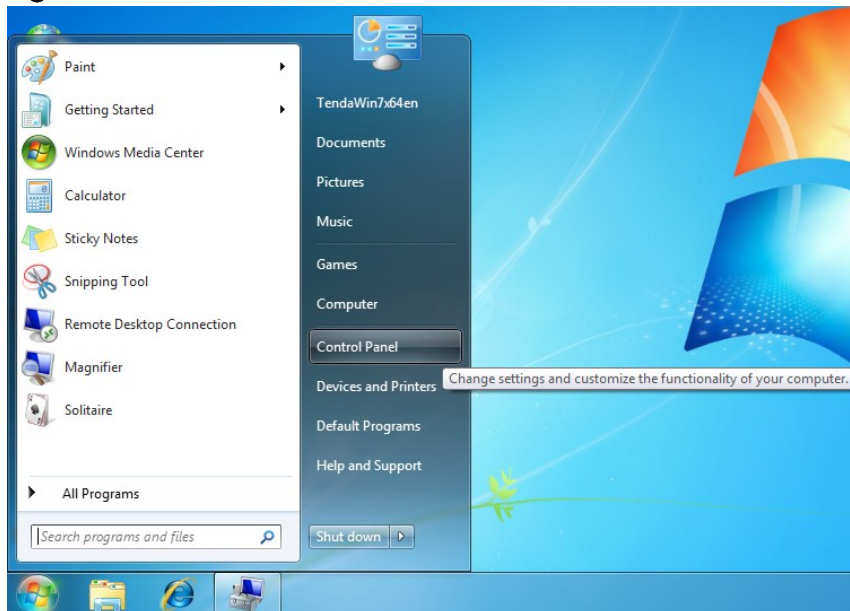 Paint
Getting Started
Windows Media Center
Calculator
Sticky Notes
Snipping Tool
Remote Desktop Connection
Magnifier
Solitaire
All Programs
Search programs and files
TendaWin7x64en
Documents
Pictures
Music
Games
Computer
Control Panel
Devices and Printers
Default Programs
Help and Support
Shut down
Change settings and customize the functionality of your computer.